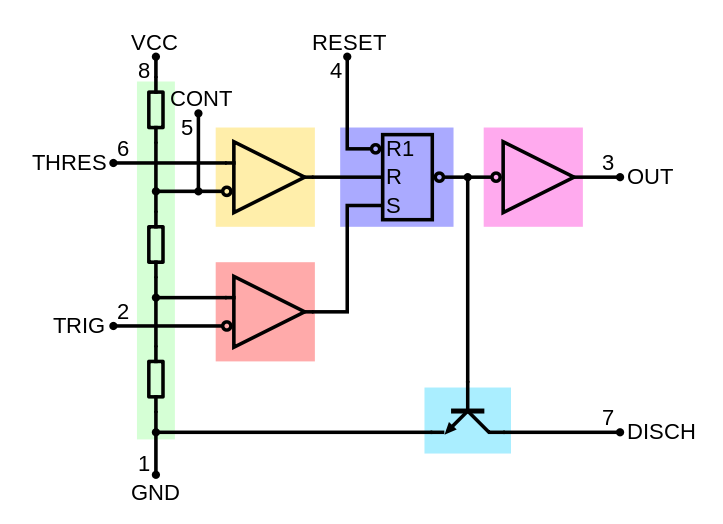 VCC
8
RESET
4
CONT
5
THRES
6
R1
R
S
3
OUT
TRIG
2
7
DISCH
1
GND